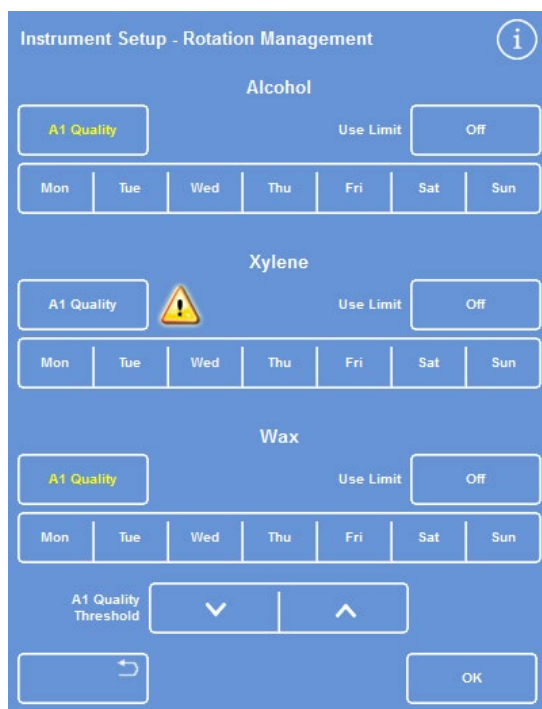 Instrument Setup - Rotation Management
i
Alcohol
A1 Quality Use Limit Off
Mon Tue Wed Thu Fri Sat Sun
Xylene
A1 Quality Use Limit Off
Mon Tue Wed Thu Fri Sat Sun
Wax
A1 Quality Use Limit Off
Mon Tue Wed Thu Fri Sat Sun
A1 Quality
Threshold
OK